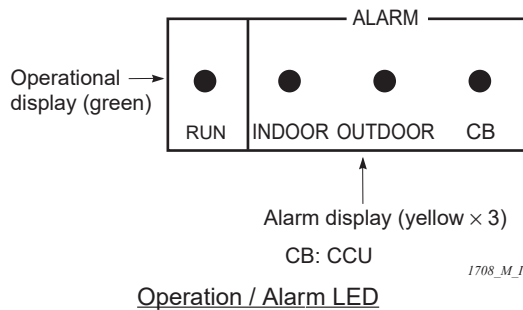 ALARM
Operational
display (green)
RUN
INDOOR OUTDOOR CB
Alarm display (yellow × 3)
CB: CCU
1708_M_I
Operation / Alarm LED